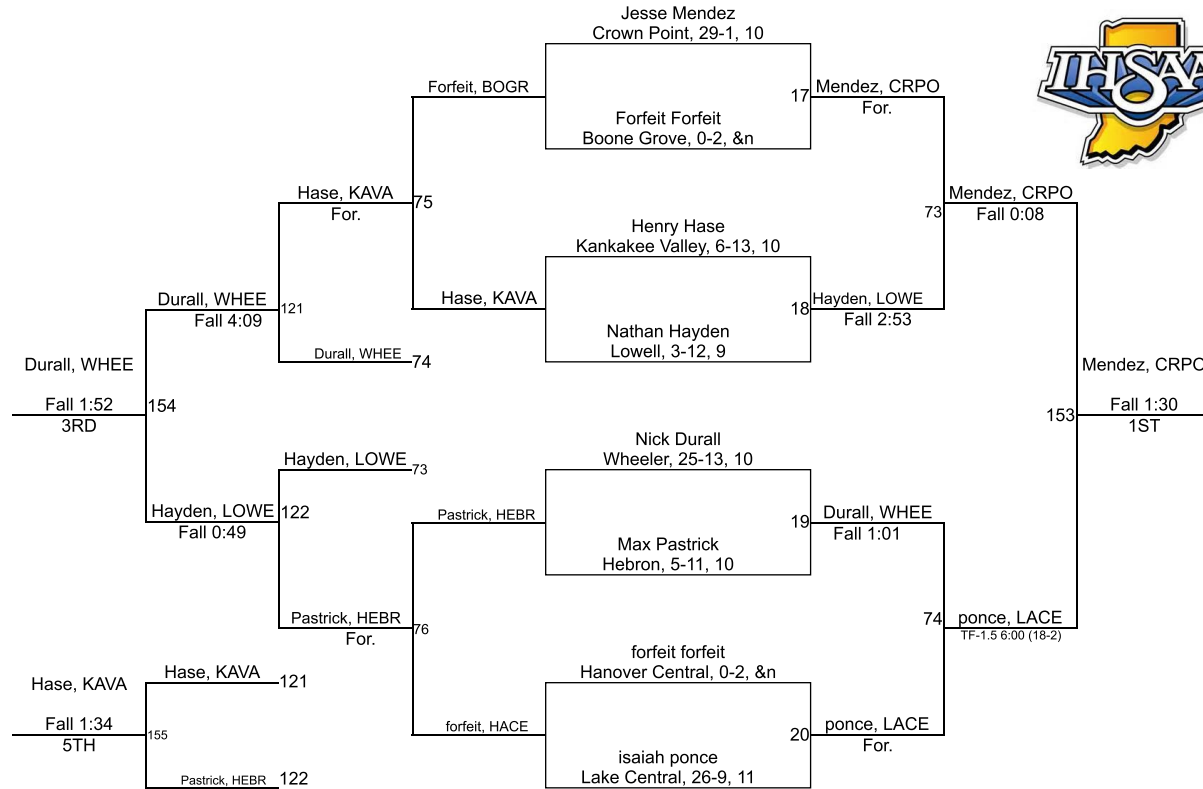 Jesse Mendez
Crown Point, 29-1, 10
IHSAA
Forfeit, BOGR
17
Mendez, CRPO
For.
Forfeit Forfeit
Boone Grove, 0-2, &n
Hase, KAVA
For.
75
Mendez, CRPO
Fall 0:08
73
Henry Hase
Kankakee Valley, 6-13, 10
Durall, WHEE
Fall 4:09
121
Hase, KAVA
18
Hayden, LOWE
Fall 2:53
Nathan Hayden
Lowell, 3-12, 9
Durall, WHEE
74
Durall, WHEE
Fall 1:52
3RD
154
Mendez, CRPO
Fall 1:30
1ST
153
Nick Durall
Wheeler, 25-13, 10
Hayden, LOWE
73
Hayden, LOWE
Fall 0:49
122
Pastrick, HEBR
19
Durall, WHEE
Fall 1:01
Max Pastrick
Hebron, 5-11, 10
Pastrick, HEBR
For.
76
74
ponce, LACE
TF-1.5 6:00 (18-2)
forfeit forfeit
Hanover Central, 0-2, &n
Hase, KAVA
121
Hase, KAVA
Fall 1:34
5TH
155
forfeit, HACE
20
ponce, LACE
For.
isaiah ponce
Lake Central, 26-9, 11
Pastrick, HEBR
122